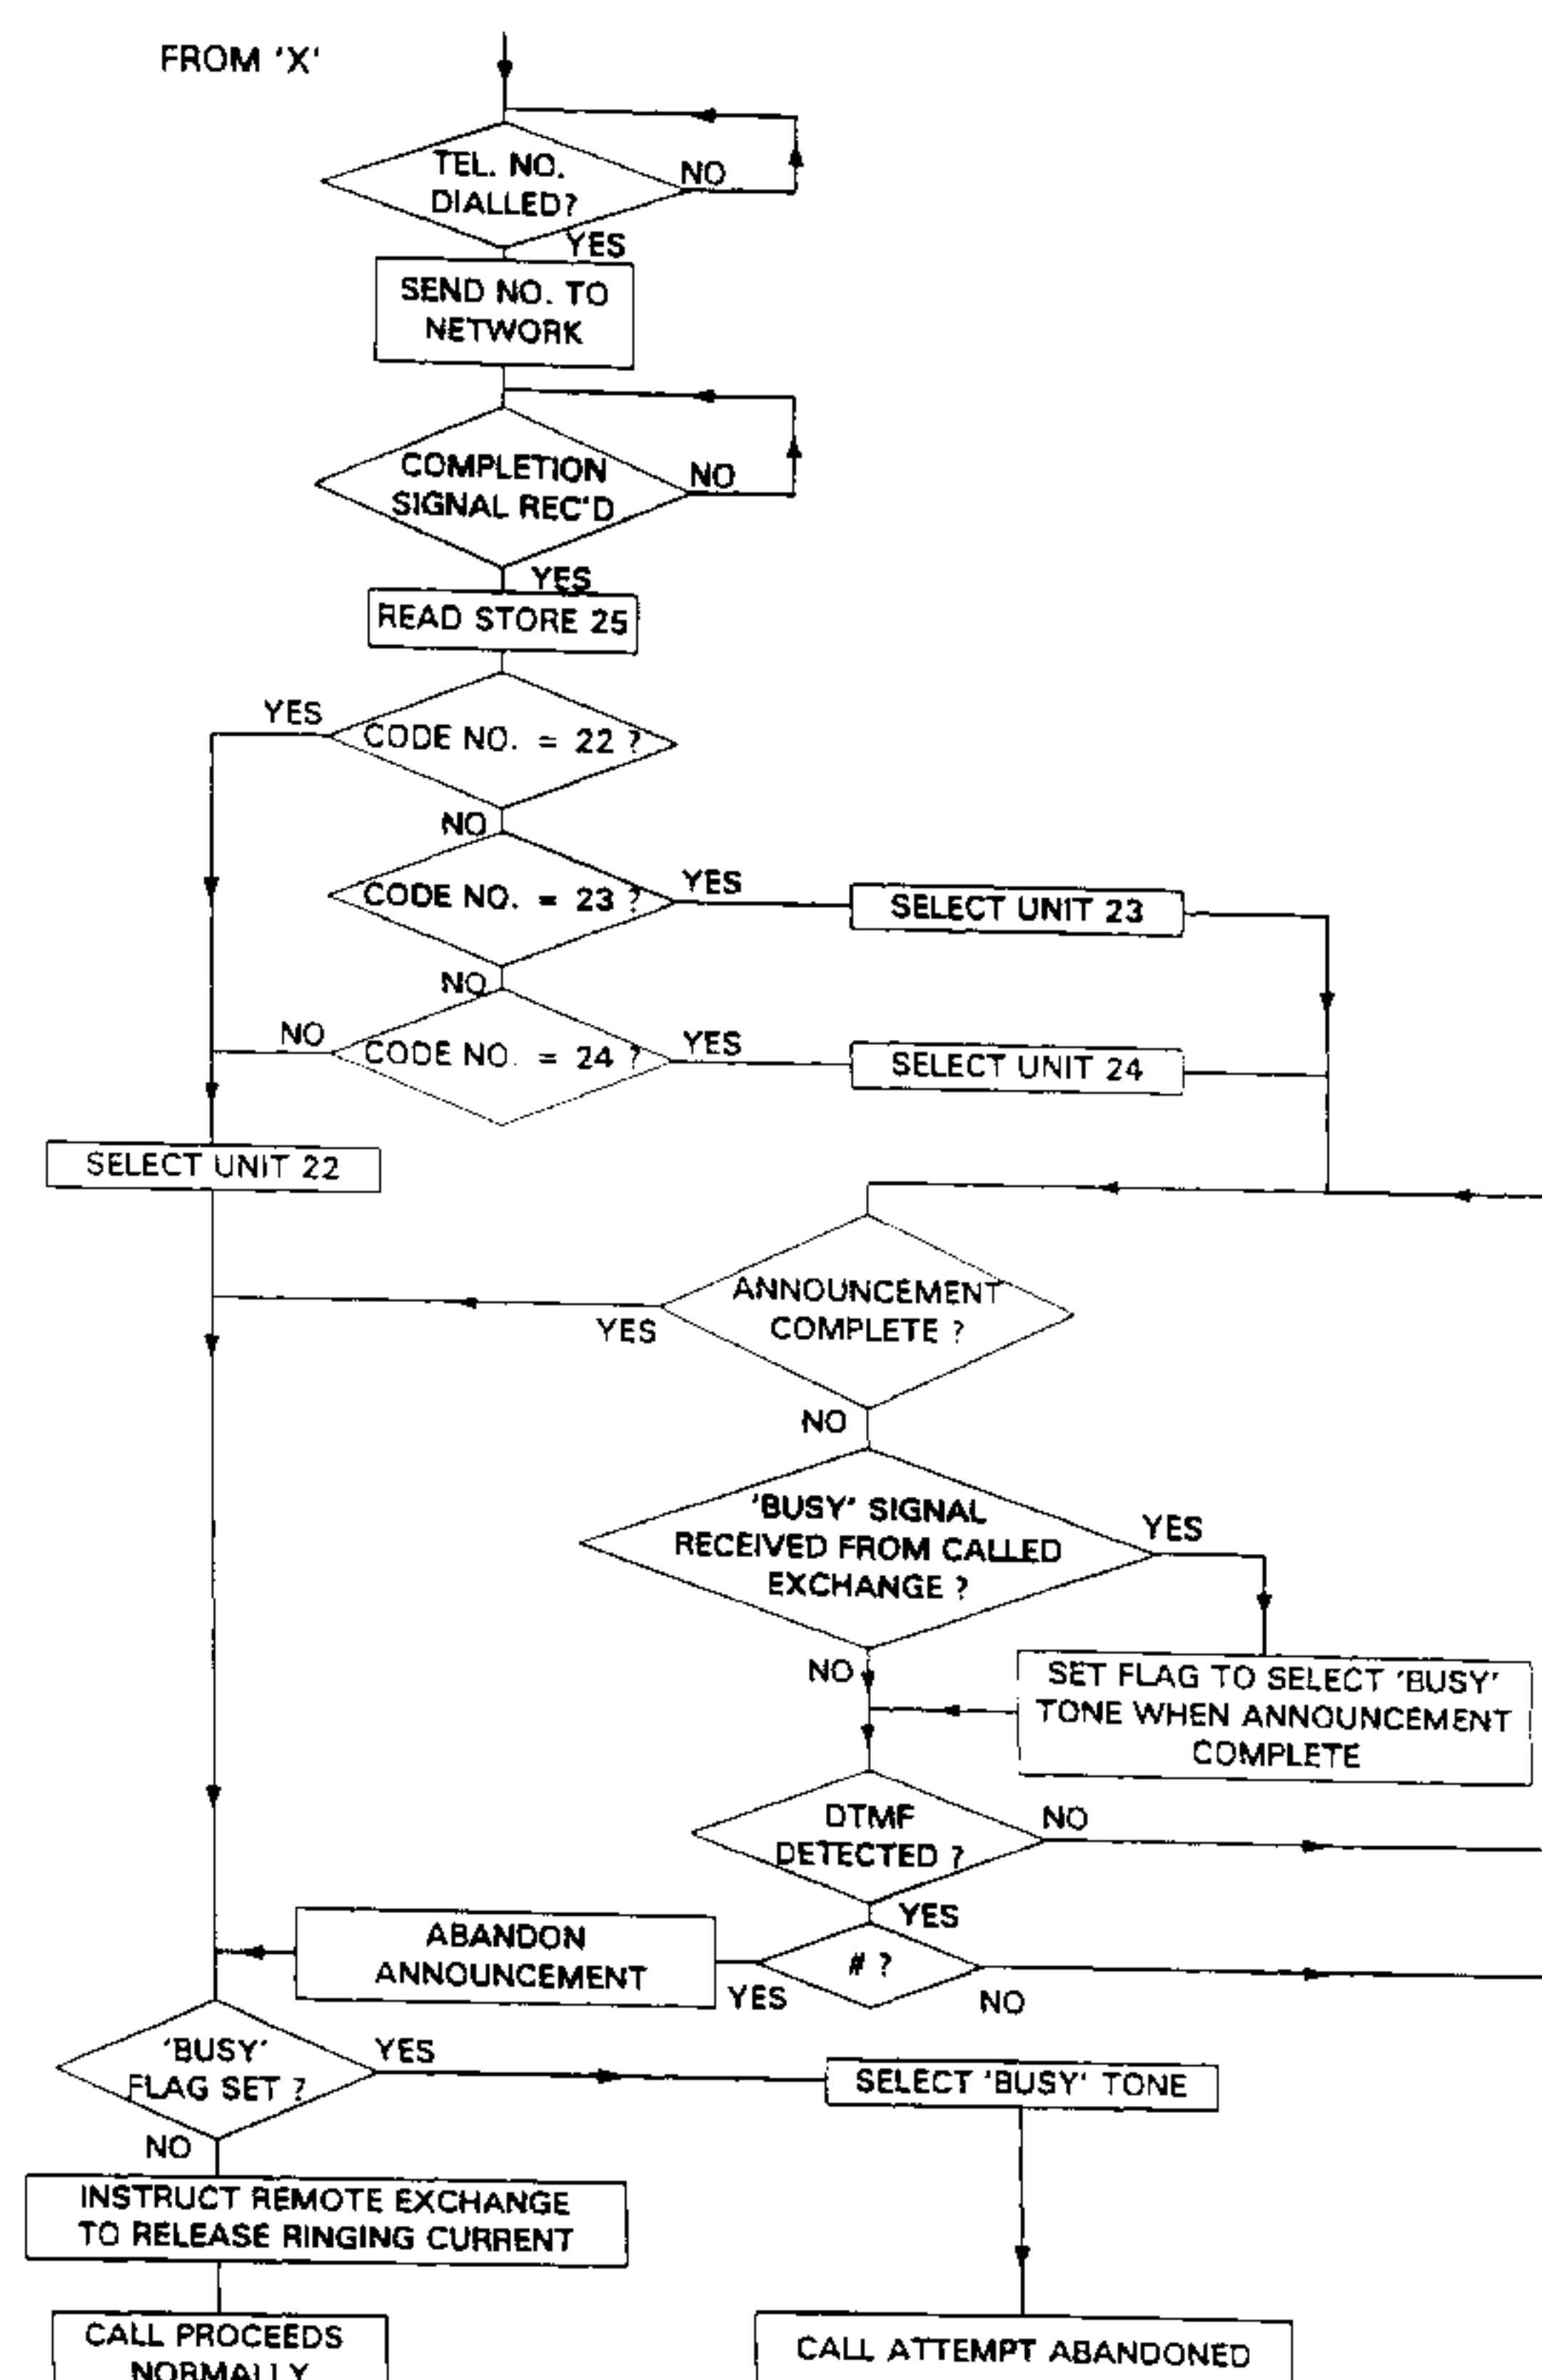 FROM 'X'
TEL. NO.
DIALLED?
NO
YES
SEND NO. TO
NETWORK
COMPLETION
SIGNAL REC'D
NO
YES
READ STORE 25
YES
CODE NO. = 22 ?
NO
CODE NO. = 23 ?
YES
SELECT UNIT 23
NO
NO
CODE NO. = 24 ?
YES
SELECT UNIT 24
SELECT UNIT 22
ANNOUNCEMENT
COMPLETE ?
YES
NO
'BUSY' SIGNAL
RECEIVED FROM CALLED
EXCHANGE ?
YES
NO
SET FLAG TO SELECT 'BUSY'
TONE WHEN ANNOUNCEMENT
COMPLETE
DTMF
DETECTED ?
NO
YES
ABANDON
ANNOUNCEMENT
# ?
YES
NO
'BUSY'
FLAG SET ?
YES
SELECT 'BUSY' TONE
NO
INSTRUCT REMOTE EXCHANGE
TO RELEASE RINGING CURRENT
CALL PROCEEDS
NORMALLY
CALL ATTEMPT ABANDONED